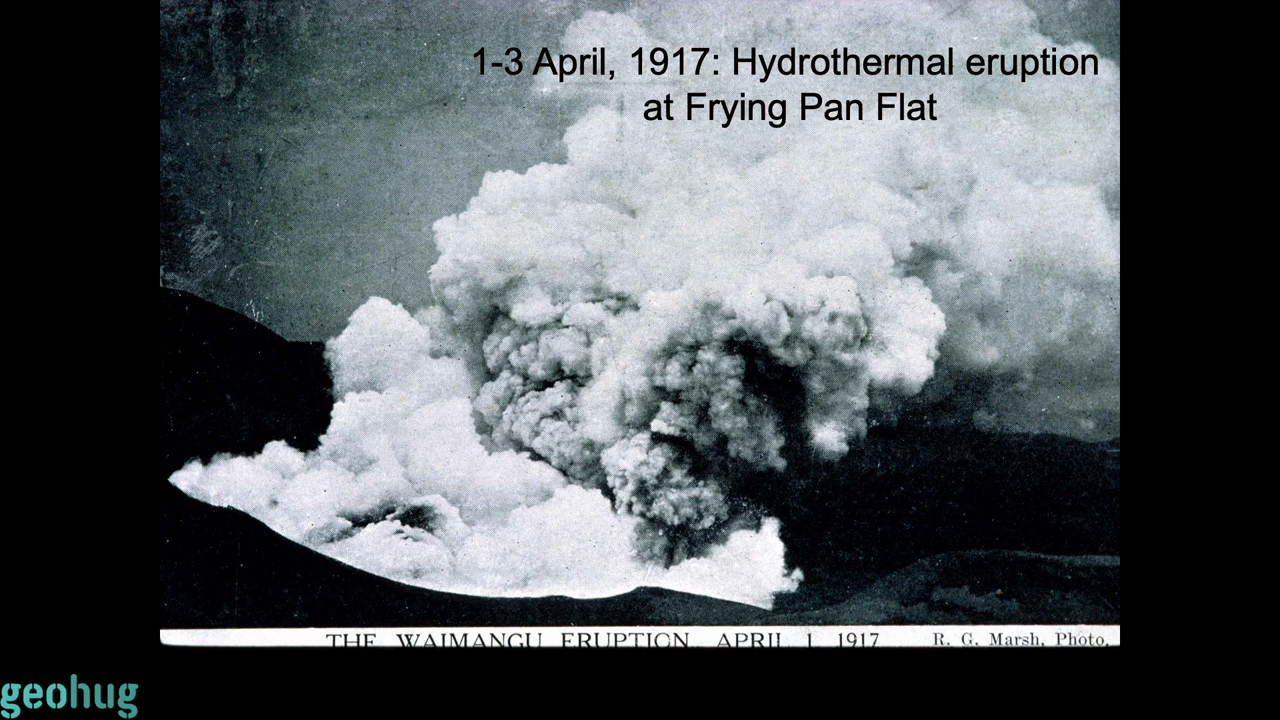 1-3 April, 1917: Hydrothermal eruption
at Frying Pan Flat
THE WAIMANGU ERUPTION, APRIL 1 1917 R. G. Marsh, Photo.
geohug